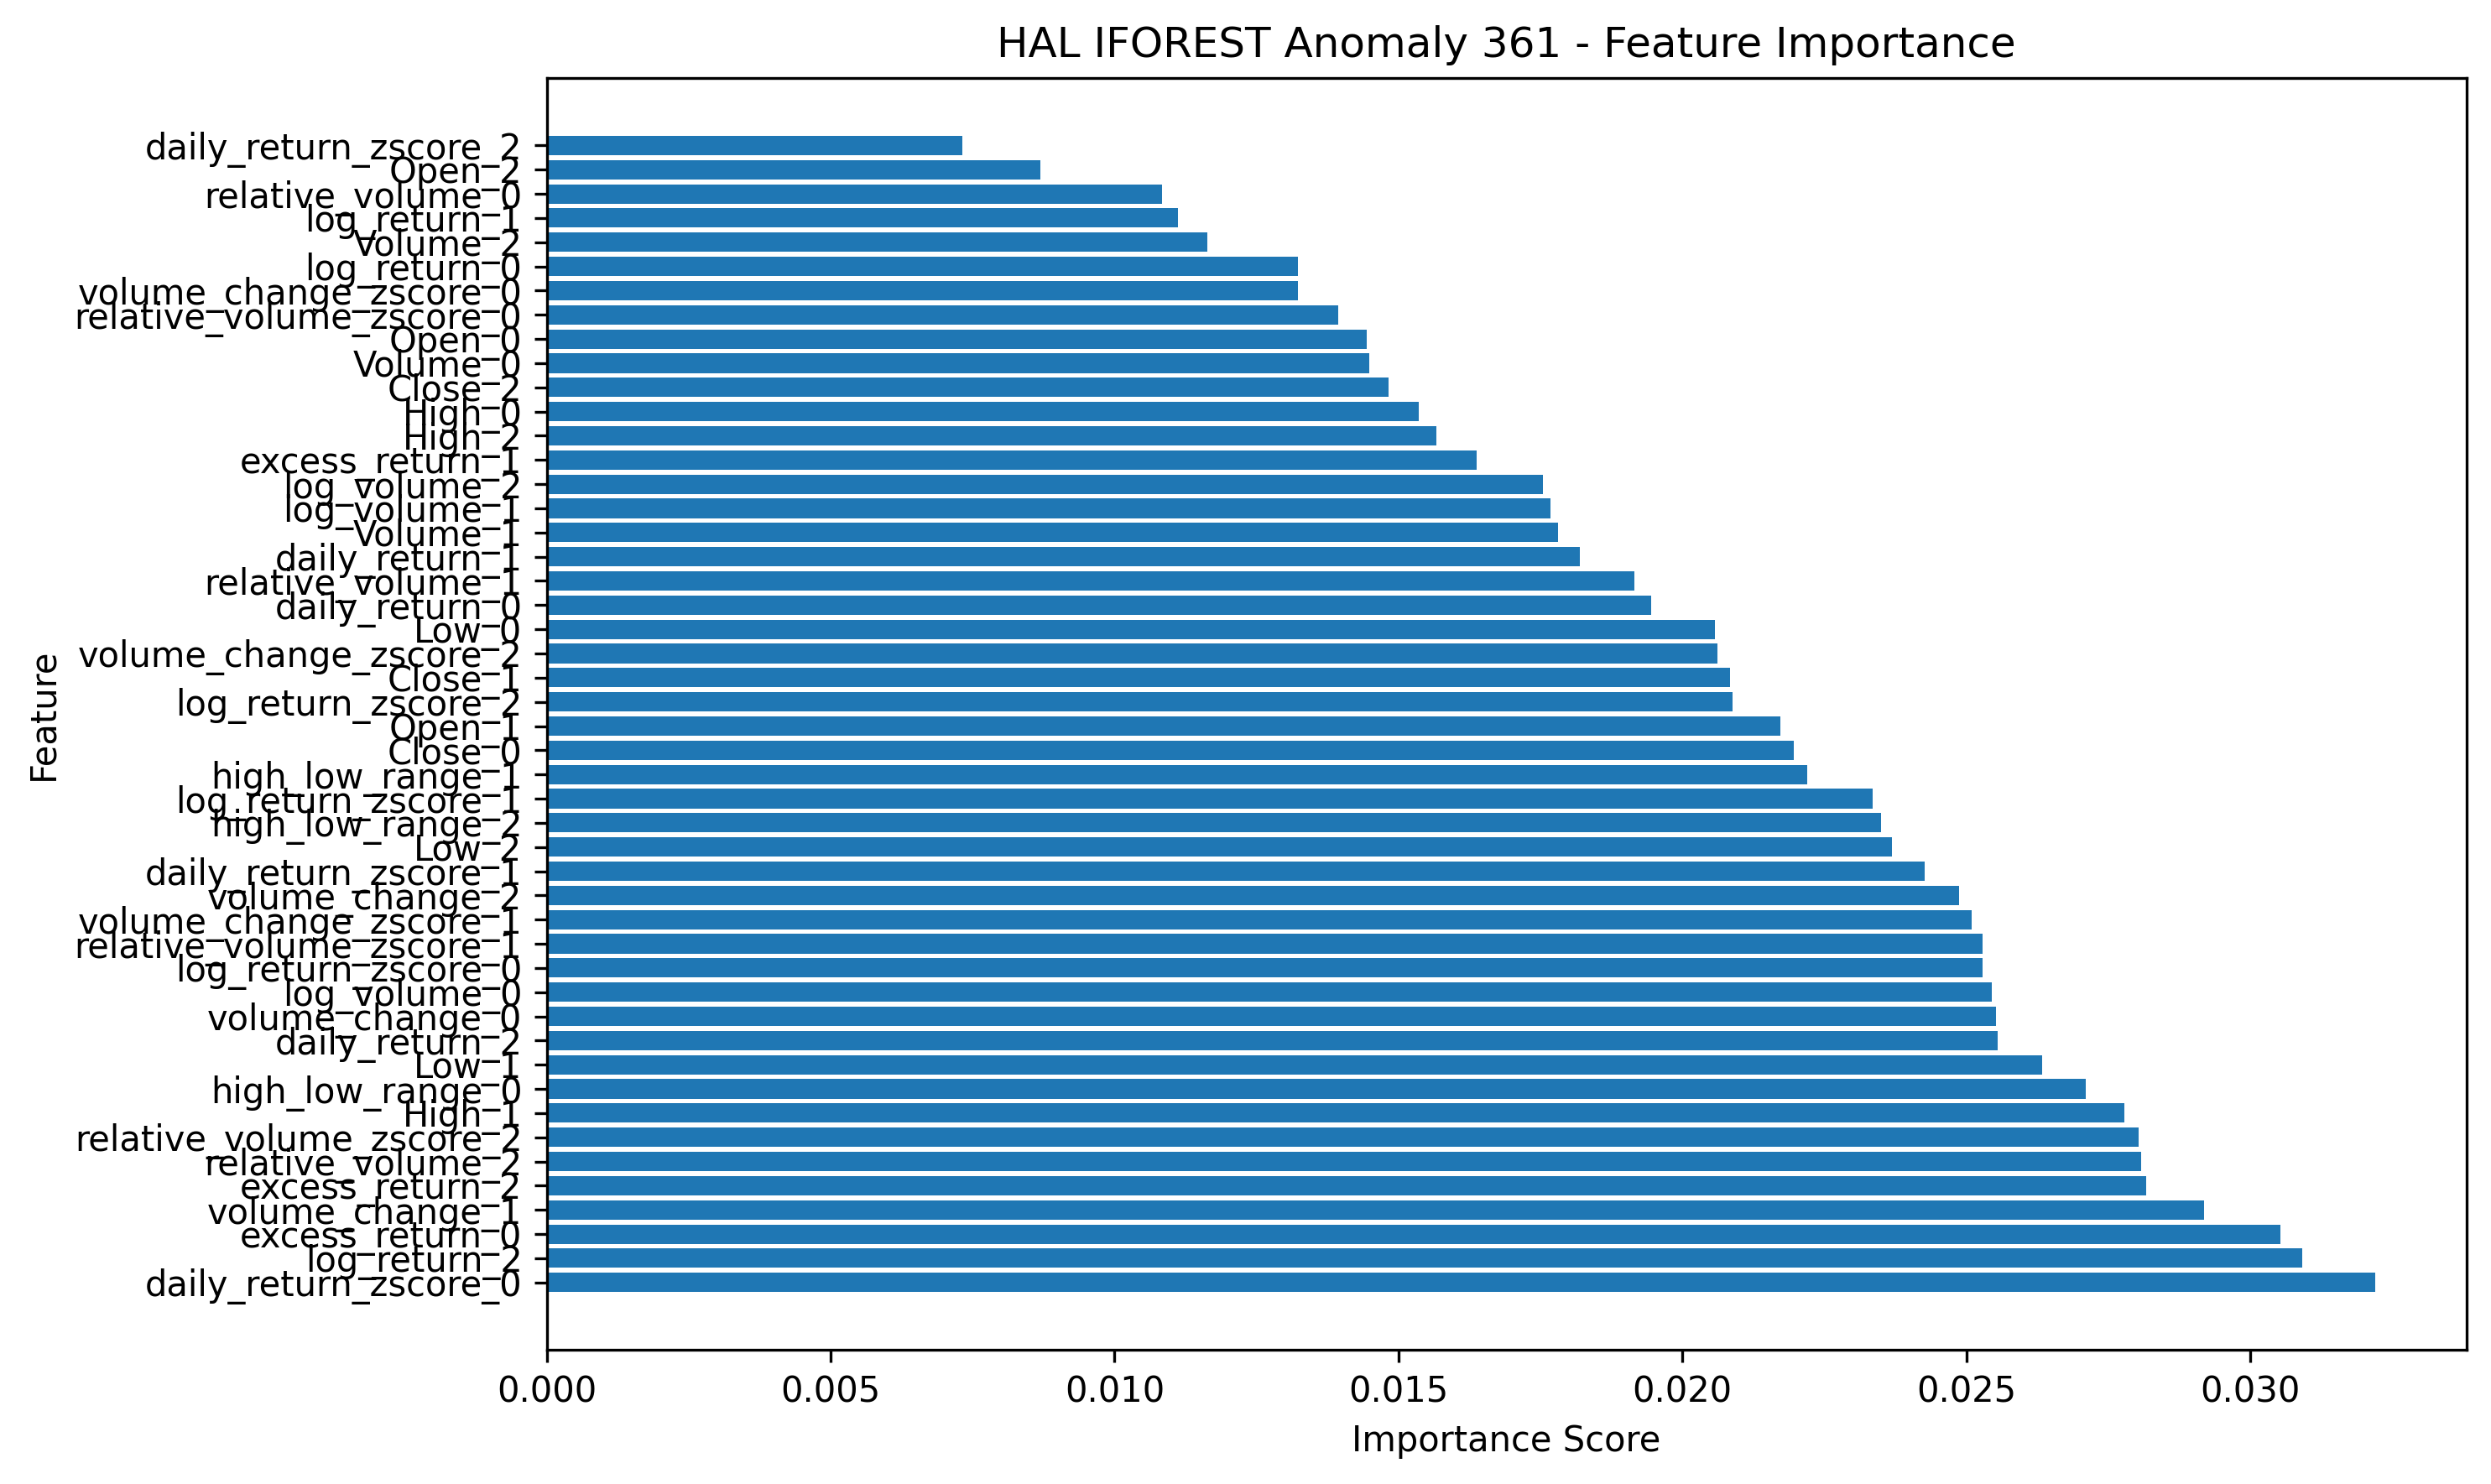 HAL IFOREST Anomaly 361 - Feature Importance
daily_return_zscore_2
Open_2
relative_volume_0
log_return_1
Volume_2
log_return_0
volume_change_zscore_0
relative_volume_zscore_0
Open_0
Volume_0
Close_2
High_0
High_2
excess_return_1
log_volume_2
log_volume_1
Volume_1
daily_return_1
relative_volume_1
daily_return_0
Low_0
volume_change_zscore_2
Close_1
log_return_zscore_2
Open_1
Close_0
high_low_range_1
log_return_zscore_1
high_low_range_2
Low_2
daily_return_zscore_1
volume_change_2
volume_change_zscore_1
relative_volume_zscore_1
log_return_zscore_0
log_volume_0
volume_change_0
daily_return_2
Low_1
high_low_range_0
High_1
relative_volume_zscore_2
relative_volume_2
excess_return_2
volume_change_1
excess_return_0
log_return_2
daily_return_zscore_0
Feature
0.000 0.005 0.010 0.015 0.020 0.025 0.030
Importance Score